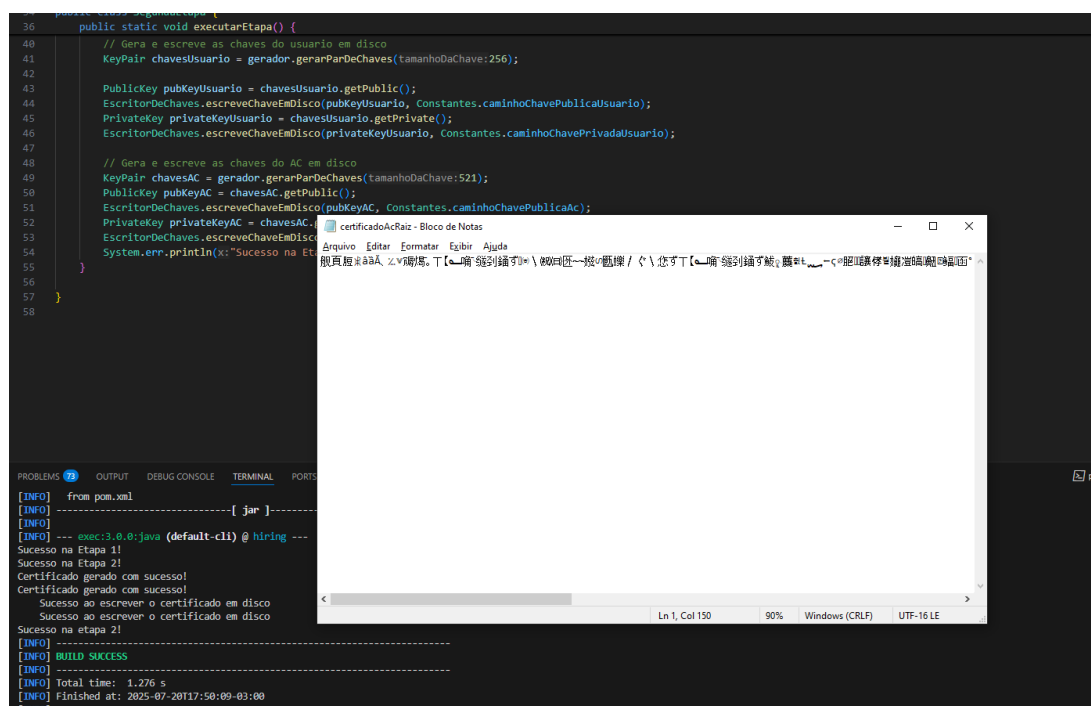 36 public static void executarEtapa() {
40 // Gera e escreve as chaves do usuario em disco
41 KeyPair chavesUsuario = gerador.gerarParDeChaves(tamanhoDaChave:256);
42
43 PublicKey pubKeyUsuario = chavesUsuario.getPublic();
44 EscritorDeChaves.escreveChaveEmDisco(pubKeyUsuario, Constantes.caminhoChavePublicaUsuario);
45 PrivateKey privateKeyUsuario = chavesUsuario.getPrivate();
46 EscritorDeChaves.escreveChaveEmDisco(privateKeyUsuario, Constantes.caminhoChavePrivadaUsuario);
47
48 // Gera e escreve as chaves do AC em disco
49 KeyPair chavesAC = gerador.gerarParDeChaves(tamanhoDaChave:521);
50 PublicKey pubKeyAC = chavesAC.getPublic();
51 EscritorDeChaves.escreveChaveEmDisco(pubKeyAC, Constantes.caminhoChavePublicaAc);
52 PrivateKey privateKeyAC = chavesAC.
53 EscritorDeChaves.escreveChaveEmDisco
54 System.err.println(x:"Sucesso na Et
55 }
56
57 }
58
certificadoAcRaiz - Bloco de Notas
Arquivo Editar Formatar Exibir Ajuda
Ln 1, Col 150 90% Windows (CRLF) UTF-16 LE
PROBLEMS 73 OUTPUT DEBUG CONSOLE TERMINAL PORTS
[INFO] from pom.xml
[INFO] --------------------------------[ jar ]---------
[INFO]
[INFO] --- exec:3.0.0:java (default-cli) @ hiring ---
Sucesso na Etapa 1!
Sucesso na Etapa 2!
Certificado gerado com sucesso!
Certificado gerado com sucesso!
Sucesso ao escrever o certificado em disco
Sucesso ao escrever o certificado em disco
Sucesso na etapa 2!
[INFO] ------------------------------------------------------------------------
[INFO] BUILD SUCCESS
[INFO] ------------------------------------------------------------------------
[INFO] Total time: 1.276 s
[INFO] Finished at: 2025-07-20T17:50:09-03:00